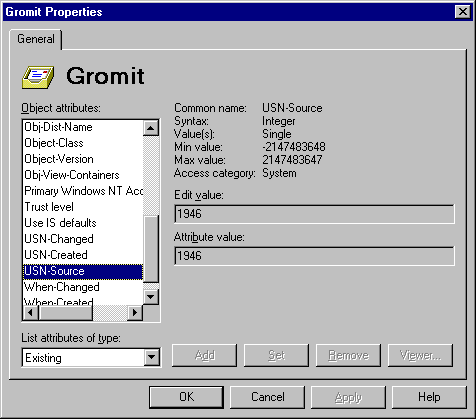 Gromit Properties
General
Gromit
Object attributes:
Obj-Dist-Name
Object-Class
Object-Version
Obj-View-Containers
Primary Windows NT Acc
Trust level
Use IS defaults
USN-Changed
USN-Created
USN-Source
When-Changed
When-Created
Common name: USN-Source
Syntax: Integer
Value(s): Single
Min value: -2147483648
Max value: 2147483647
Access category: System
Edit value:
1946
Attribute value:
1946
List attributes of type:
Existing
Add Set Remove Viewer...
OK Cancel Apply Help